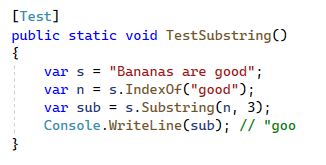 [Test]
public static void TestSubstring()
{
    var s = "Bananas are good";
    var n = s.IndexOf("good");
    var sub = s.Substring(n, 3);
    Console.WriteLine(sub); // "goo
}